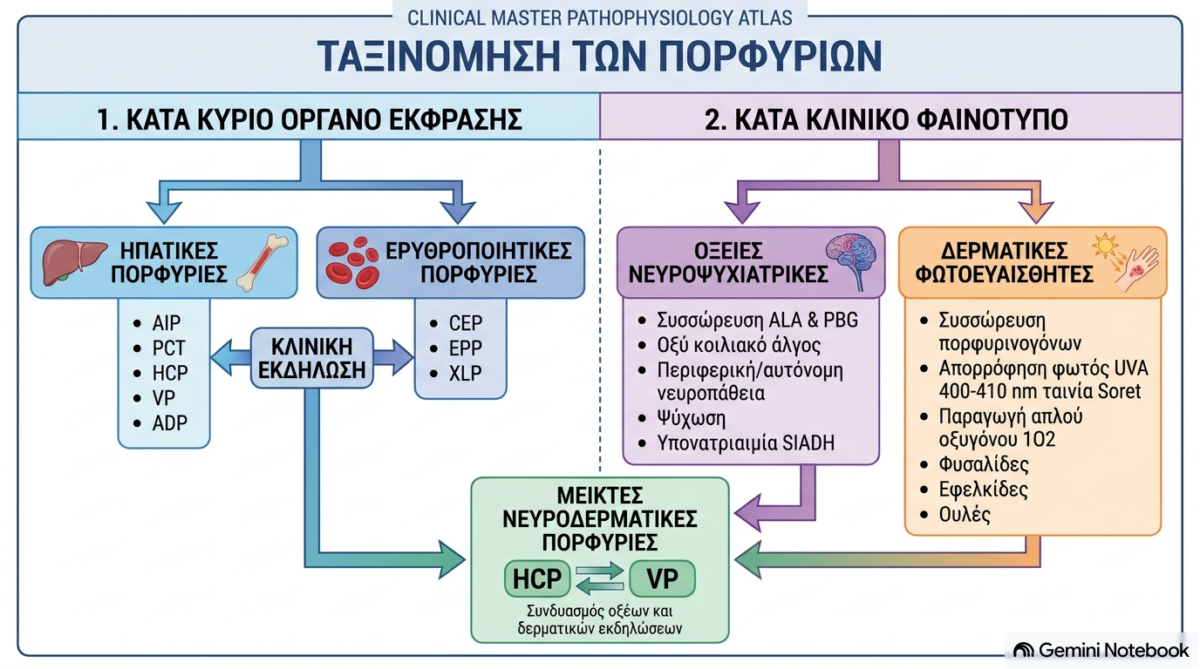 CLINICAL MASTER PATHOPHYSIOLOGY ATLAS
ΤΑΞΙΝΟΜΗΣΗ ΤΩΝ ΠΟΡΦΥΡΙΩΝ
1. ΚΑΤΑ ΚΥΡΙΟ ΟΡΓΑΝΟ ΕΚΦΡΑΣΗΣ
ΗΠΑΤΙΚΕΣ
ΠΟΡΦΥΡΙΕΣ
• AIP
• PCT
• HCP
• VP
• ADP
ΚΛΙΝΙΚΗ
ΕΚΔΗΛΩΣΗ
ΕΡΥΘΡΟΠΟΙΗΤΙΚΕΣ
ΠΟΡΦΥΡΙΕΣ
• CEP
• EPP
• XLP
2. ΚΑΤΑ ΚΛΙΝΙΚΟ ΦΑΙΝΟΤΥΠΟ
ΟΞΕΙΕΣ
ΝΕΥΡΟΨΥΧΙΑΤΡΙΚΕΣ
• Συσσώρευση ALA & PBG
• Οξύ κοιλιακό άλγος
• Περιφερική/αυτόνομη
νευροπάθεια
• Ψύχωση
• Υπονατριαιμία SIADH
ΔΕΡΜΑΤΙΚΕΣ
ΦΩΤΟΕΥΑΙΣΘΗΤΕΣ
• Συσσώρευση
πορφυρινογόνων
• Απορρόφηση φωτός UVA
400-410 nm ταινία Soret
• Παραγωγή απλού
οξυγόνου 1O2
• Φυσαλίδες
• Εφελκίδες
• Ουλές
ΜΕΙΚΤΕΣ
ΝΕΥΡΟΔΕΡΜΑΤΙΚΕΣ
ΠΟΡΦΥΡΙΕΣ
HCP VP
Συνδυασμός οξέων και
δερματικών εκδηλώσεων
Gemini Notebook